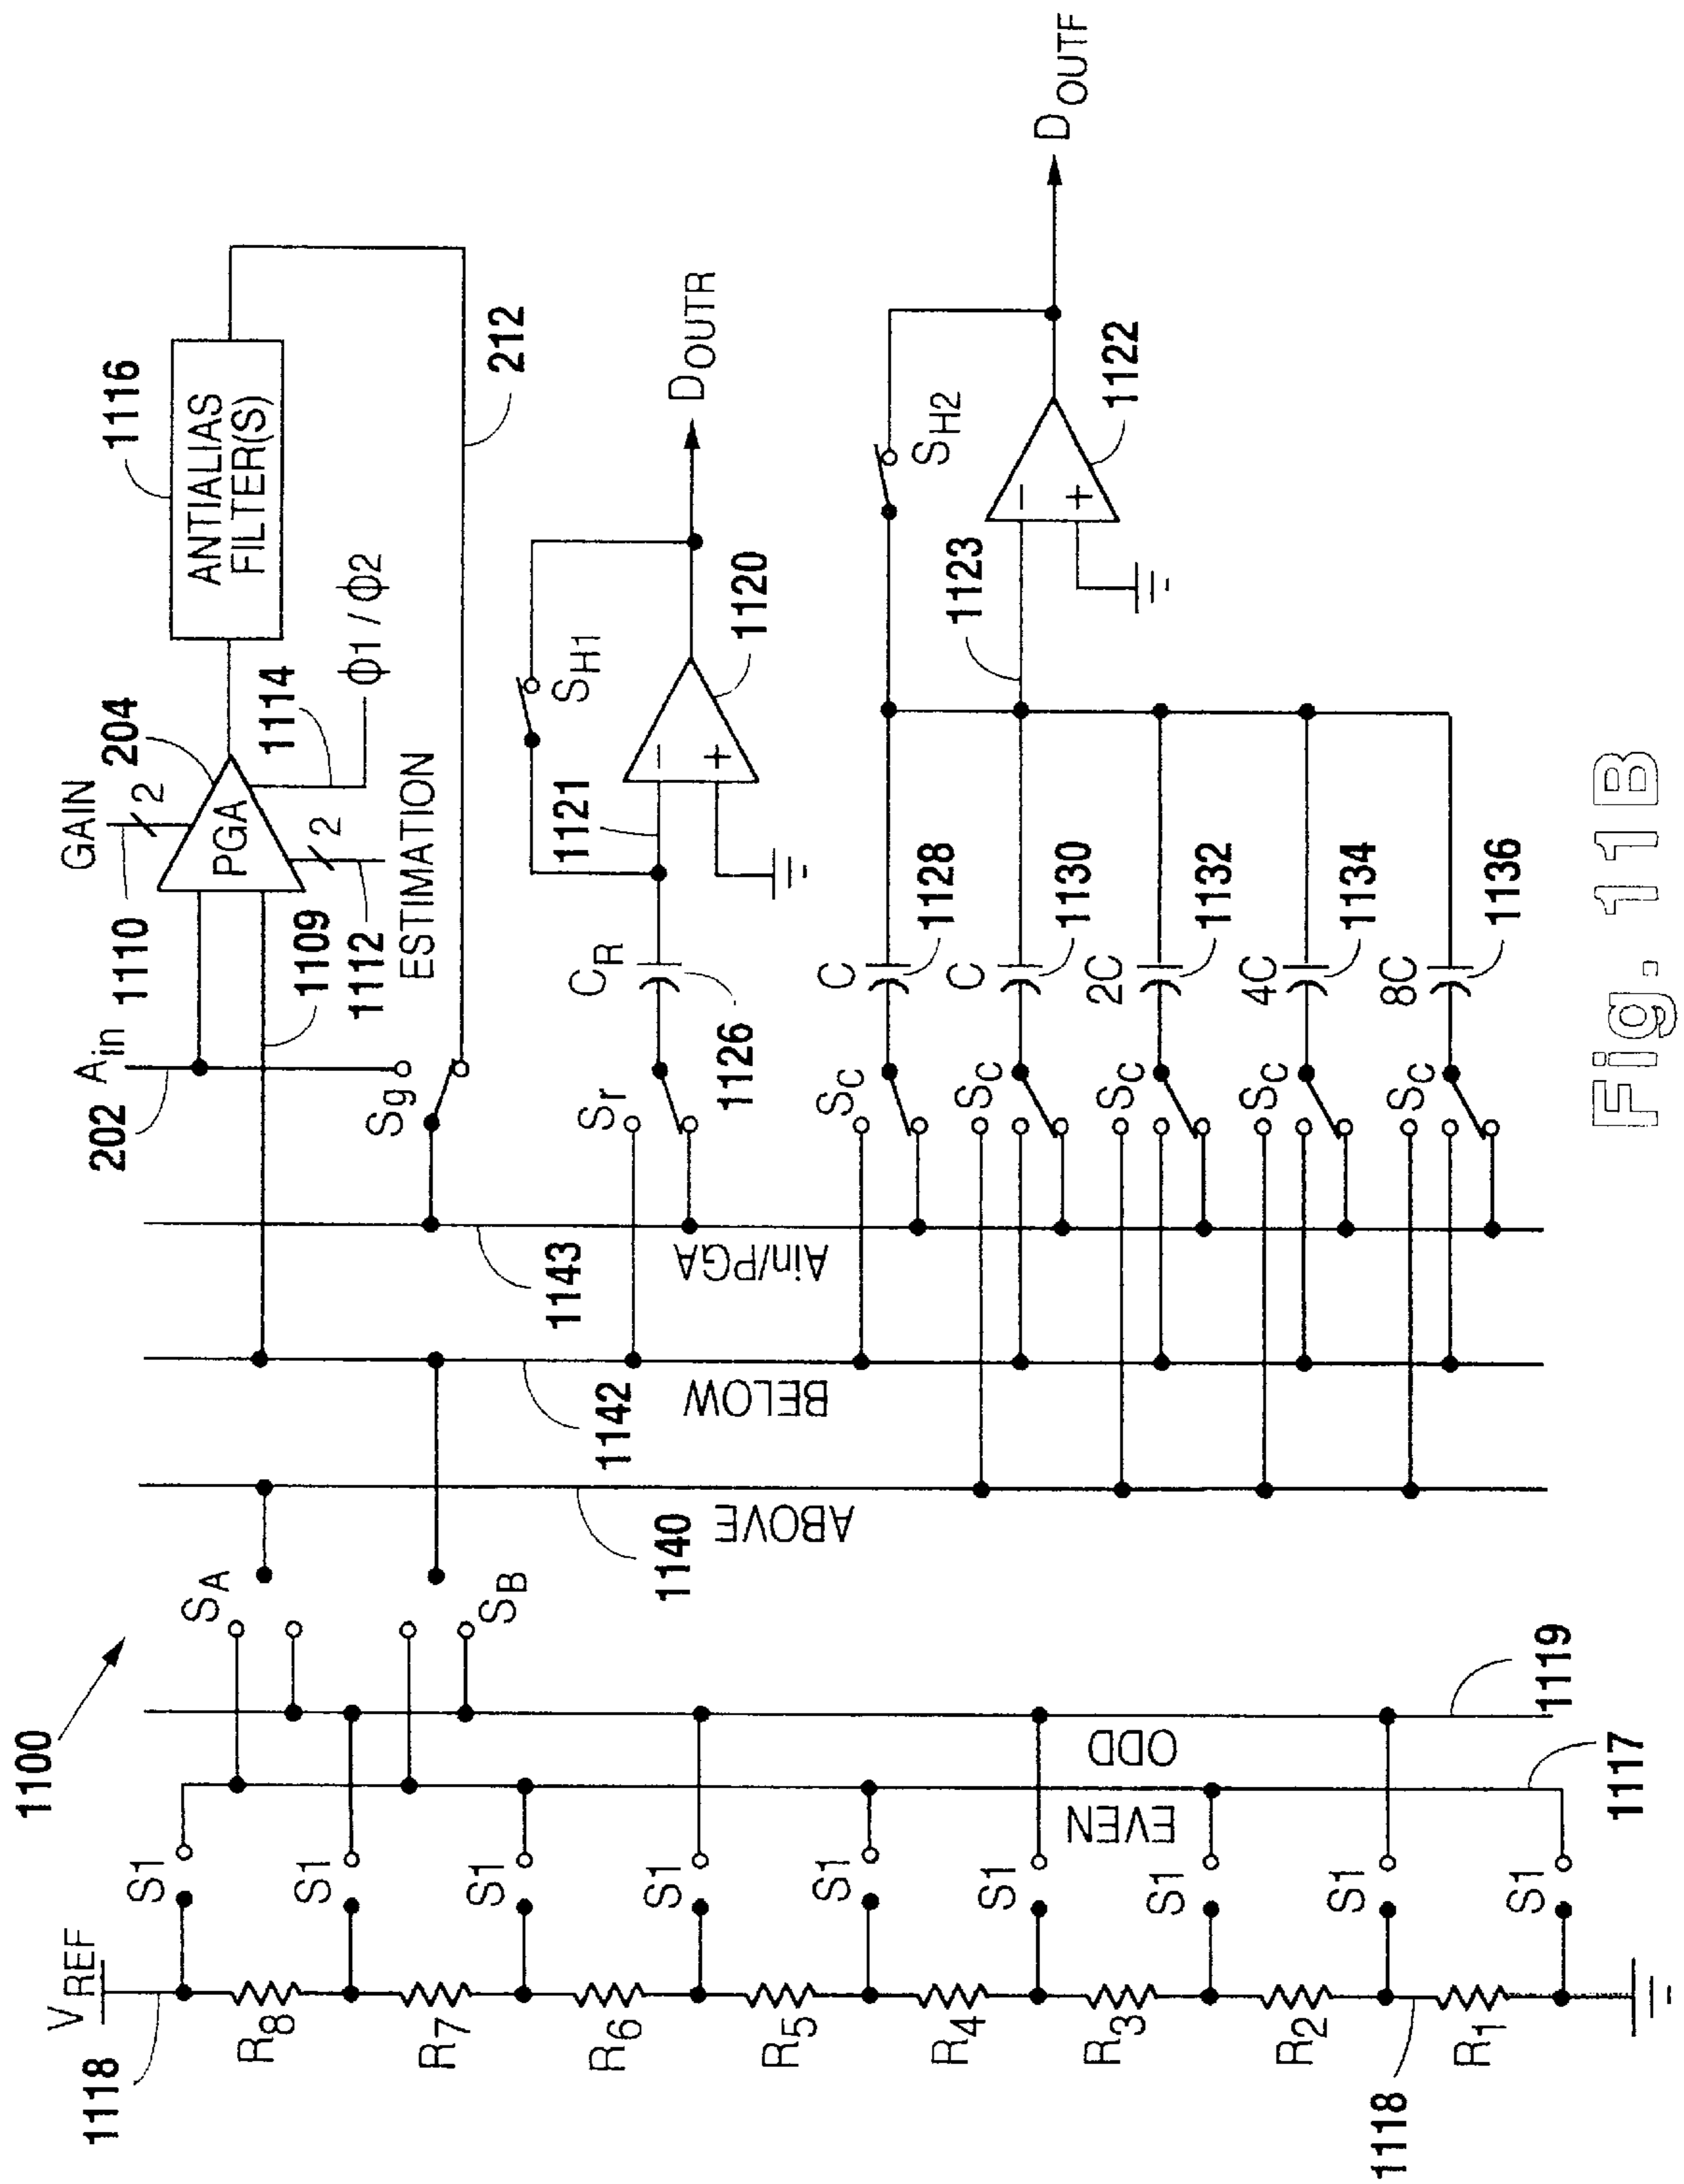 1100
V REF
1118
S1
R8
S1
R7
S1
R6
S1
R5
S1
R4
S1
R3
S1
R2
S1
R1
S1
1118
EVEN
ODD
1117
1119
SA
SB
ABOVE
1140
BELOW
1142
Ain/PGA
1143
202
Ain
1110
GAIN
2
204
PGA
1109
1112
2
ESTIMATION
1114
Φ1 / Φ2
1116
ANTIALIAS
FILTER(S)
212
Sg
Sr
1126
CR
1121
SH1
−
+
1120
DOUTR
SC
C
1128
SC
C
1130
SC
2C
1132
SC
4C
1134
SC
8C
1136
1123
SH2
−
+
1122
DOUTF
Fig. 11B